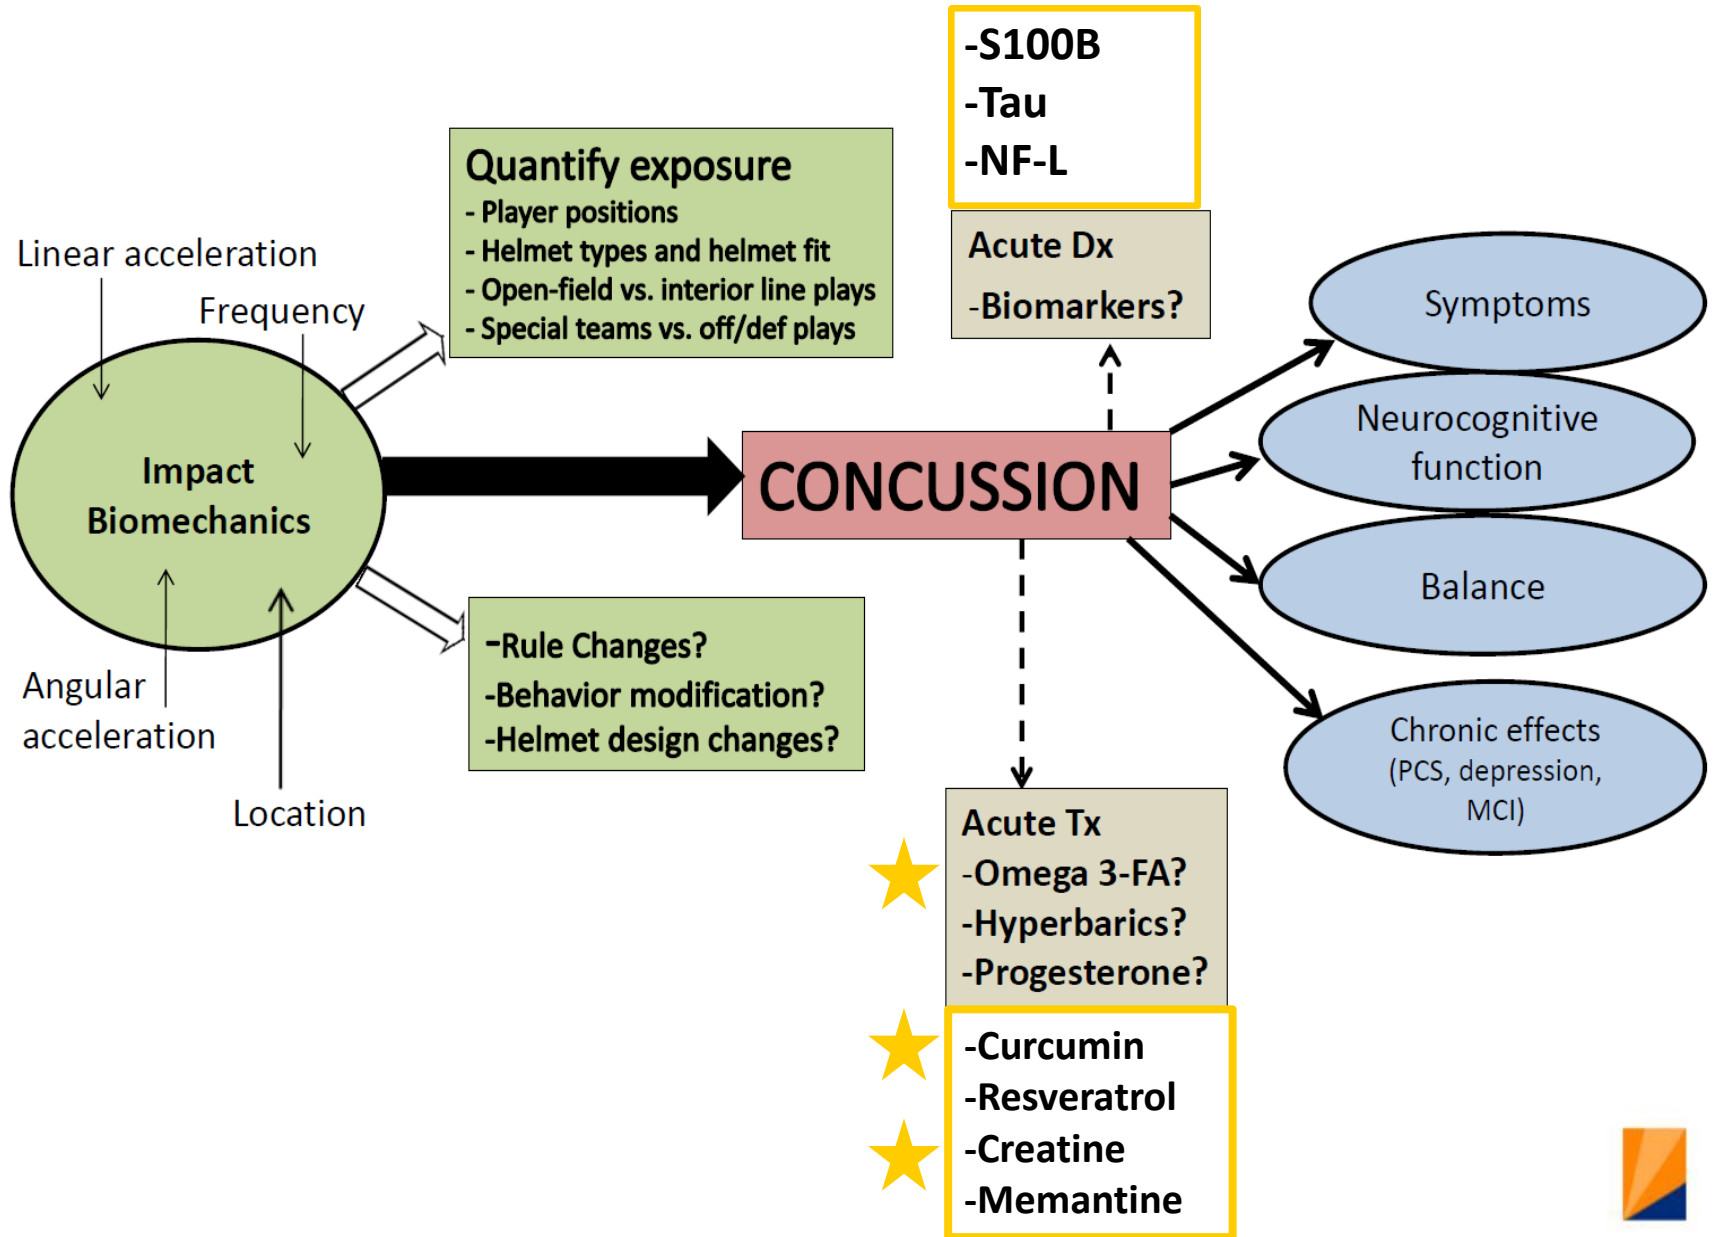 -S100B
-Tau
-NF-L
Quantify exposure
- Player positions
- Helmet types and helmet fit
- Open-field vs. interior line plays
- Special teams vs. off/def plays
Acute Dx
-Biomarkers?
Linear acceleration
Frequency
Impact
Biomechanics
Angular
acceleration
Location
-Rule Changes?
-Behavior modification?
-Helmet design changes?
CONCUSSION
Symptoms
Neurocognitive
function
Balance
Chronic effects
(PCS, depression,
MCI)
Acute Tx
-Omega 3-FA?
-Hyperbarics?
-Progesterone?
-Curcumin
-Resveratrol
-Creatine
-Memantine